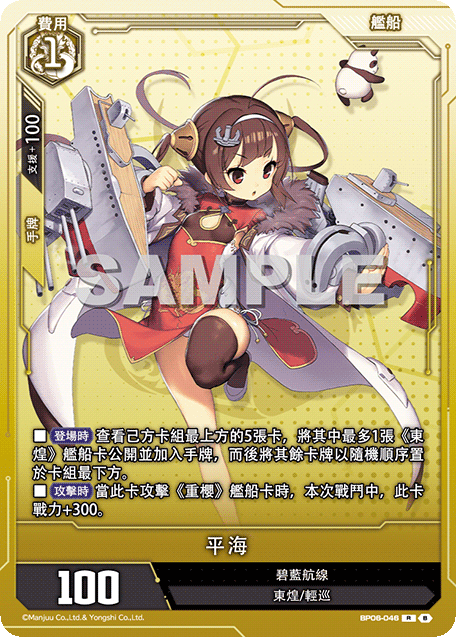 費用
1
艦船
支援+100
手牌
SAMPLE
■ 登場時 查看己方卡組最上方的5張卡，將其中最多1張《東
煌》艦船卡公開並加入手牌，而後將其餘卡牌以隨機順序置
於卡組最下方。
■ 攻擊時 當此卡攻擊《重櫻》艦船卡時，本次戰鬥中，此卡
戰力+300。
平海
100
碧藍航線
東煌/輕巡
©Manjuu Co.,Ltd.& Yongshi Co.,Ltd.
BP06-046 R B